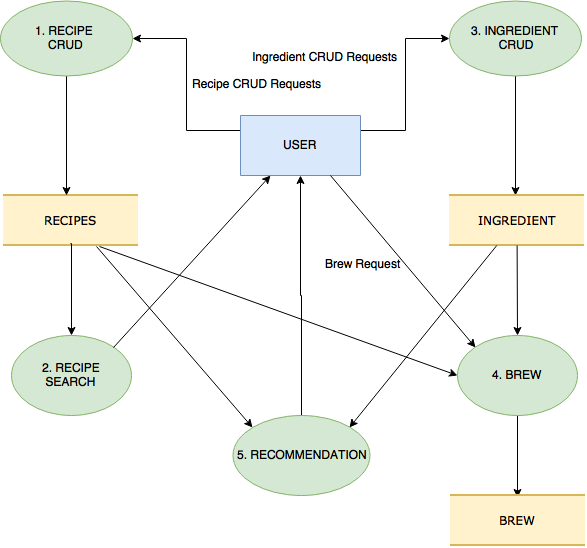 1. RECIPE
CRUD
3. INGREDIENT
CRUD
Ingredient CRUD Requests
Recipe CRUD Requests
USER
RECIPES
INGREDIENT
Brew Request
2. RECIPE
SEARCH
4. BREW
5. RECOMMENDATION
BREW